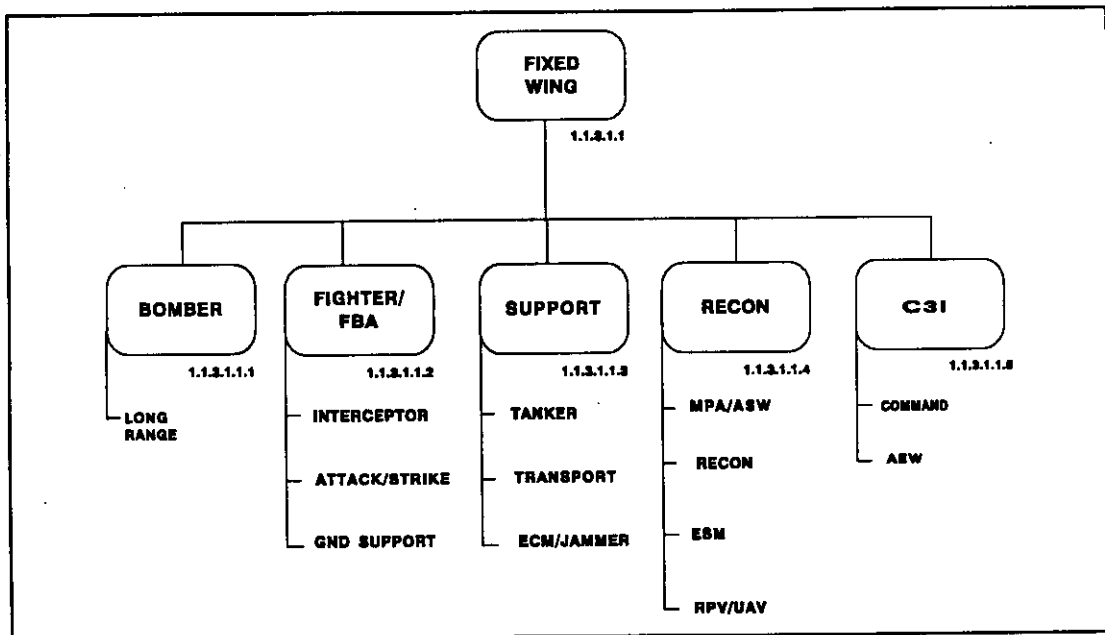 FIXED
WING
1.1.3.1.1
BOMBER
1.1.3.1.1.1
LONG
RANGE
FIGHTER/
FBA
1.1.3.1.1.2
INTERCEPTOR
ATTACK/STRIKE
GND SUPPORT
SUPPORT
1.1.3.1.1.3
TANKER
TRANSPORT
ECM/JAMMER
RECON
1.1.3.1.1.4
MPA/ASW
RECON
ESM
RPV/UAV
C3I
1.1.3.1.1.5
COMMAND
AEW